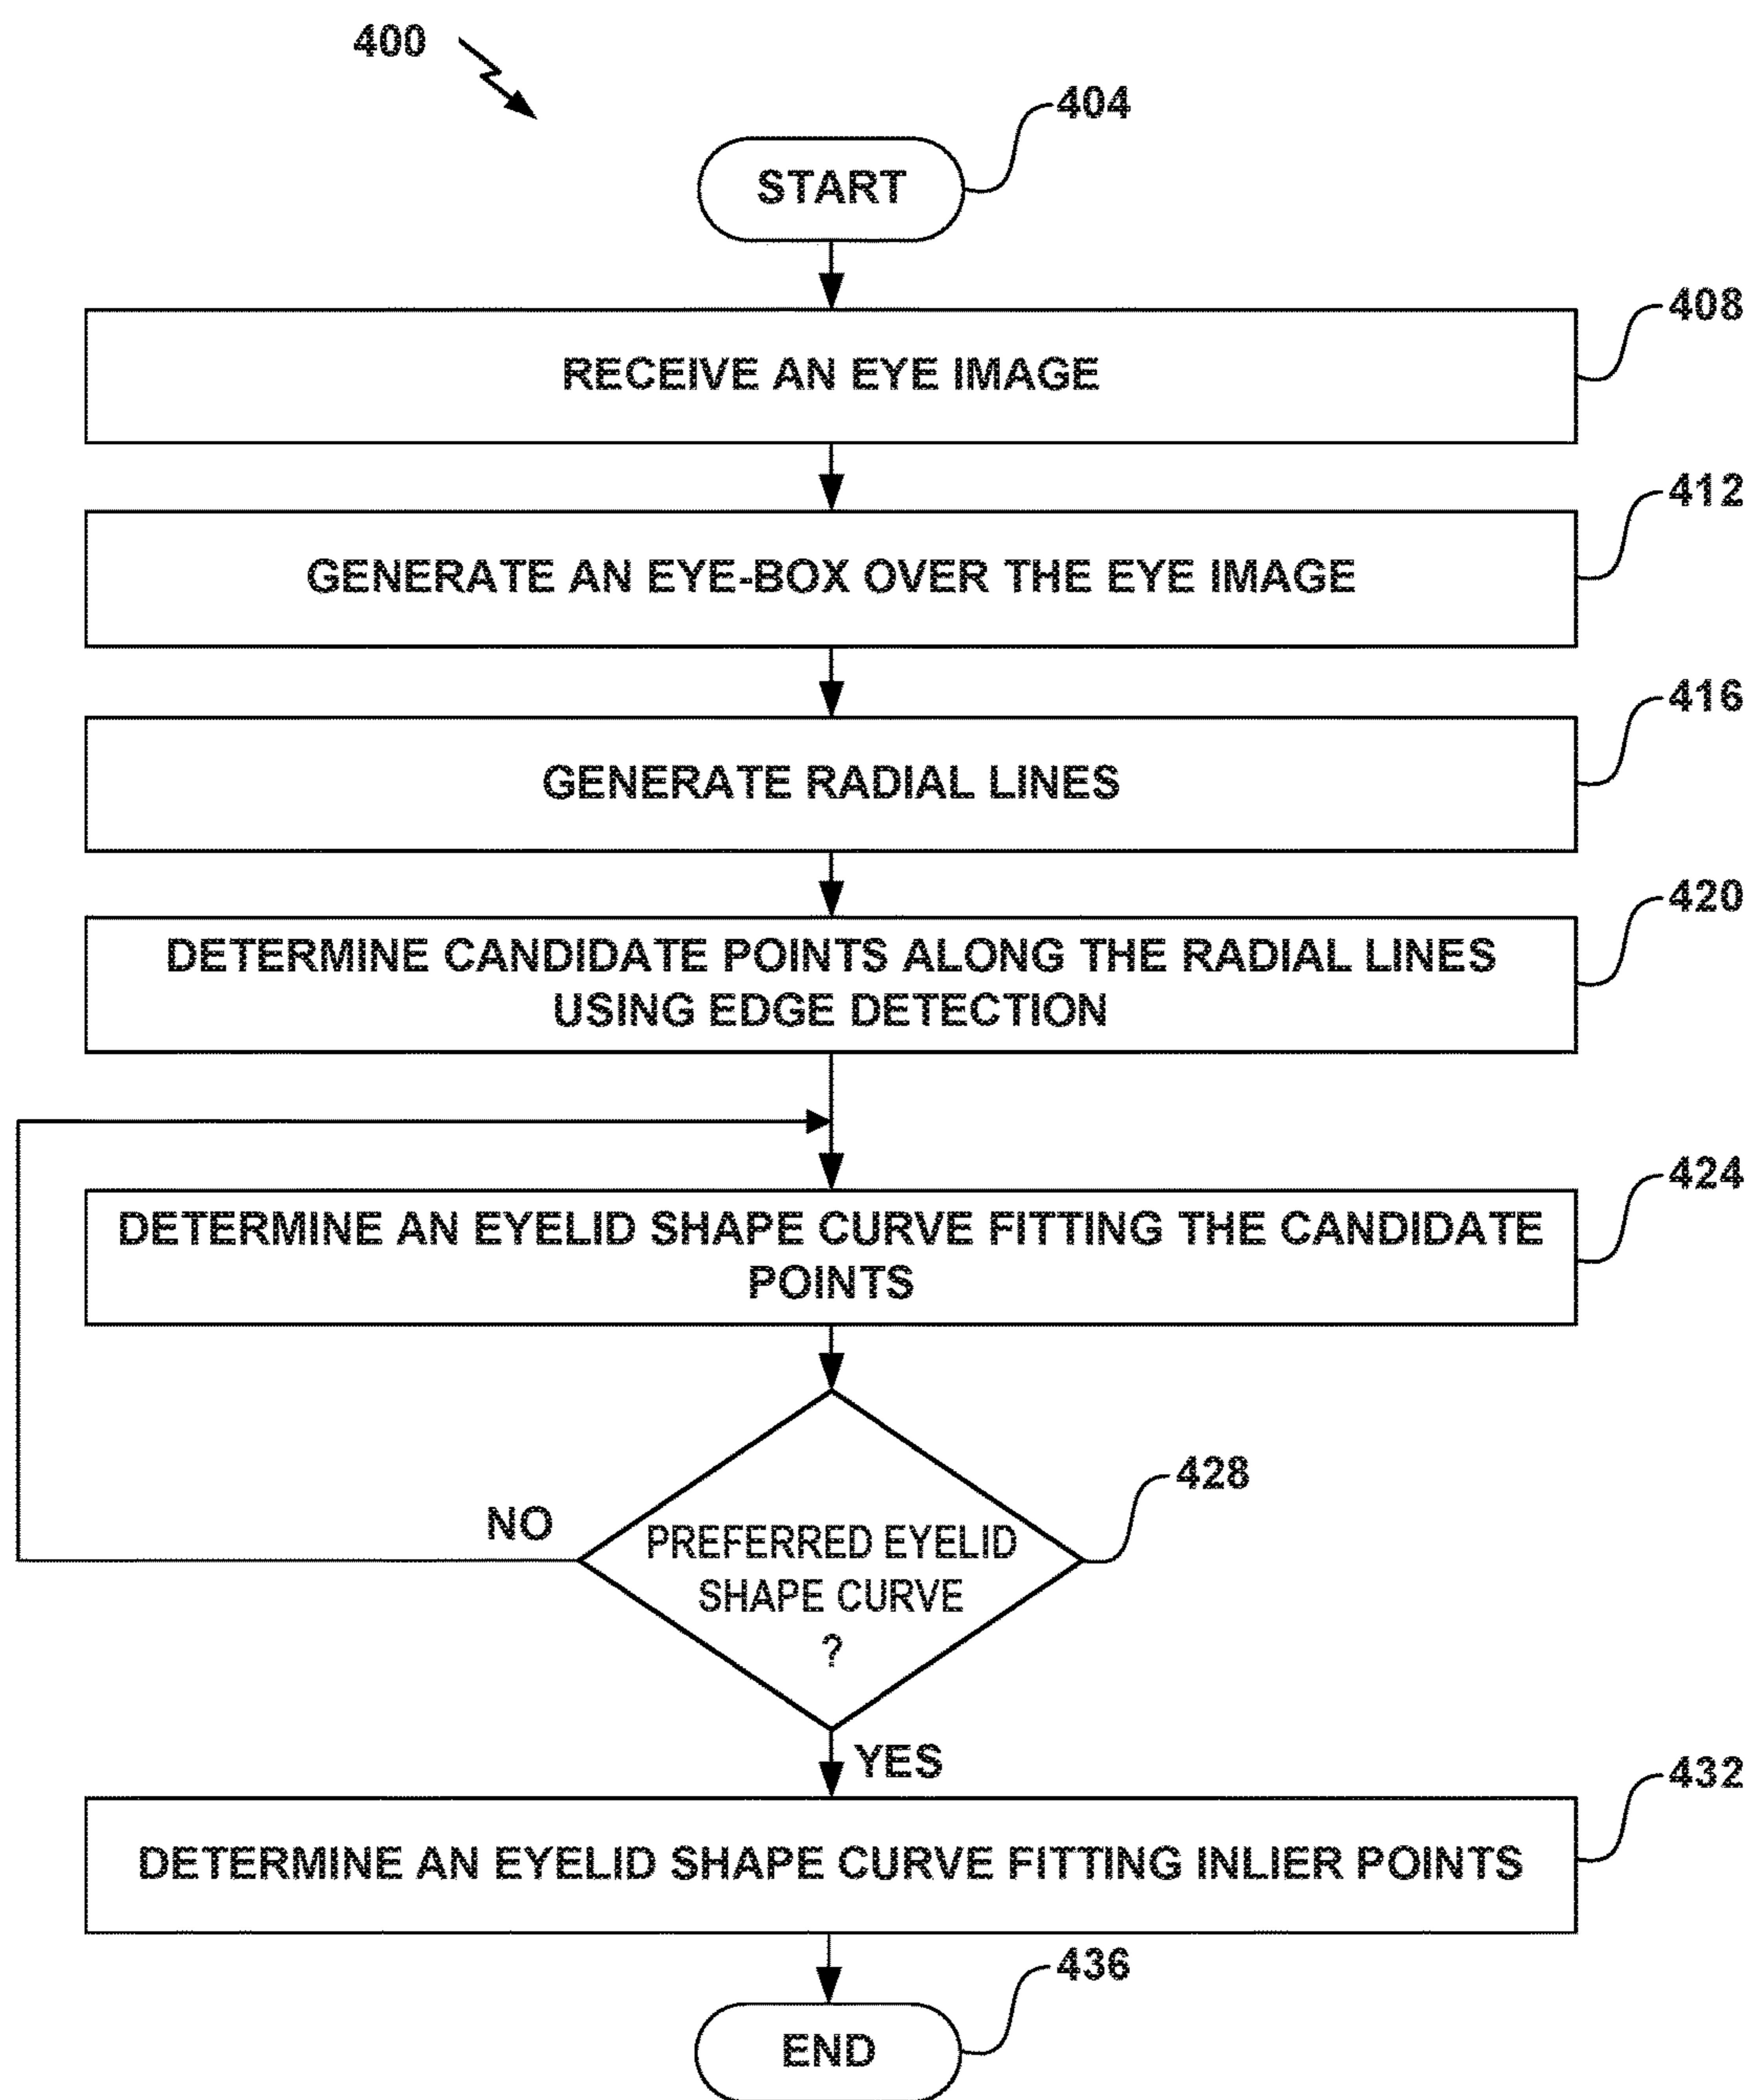 400
404
START
408
RECEIVE AN EYE IMAGE
412
GENERATE AN EYE-BOX OVER THE EYE IMAGE
416
GENERATE RADIAL LINES
420
DETERMINE CANDIDATE POINTS ALONG THE RADIAL LINES
USING EDGE DETECTION
424
DETERMINE AN EYELID SHAPE CURVE FITTING THE CANDIDATE
POINTS
428
NO
PREFERRED EYELID
SHAPE CURVE
?
YES
432
DETERMINE AN EYELID SHAPE CURVE FITTING INLIER POINTS
436
END